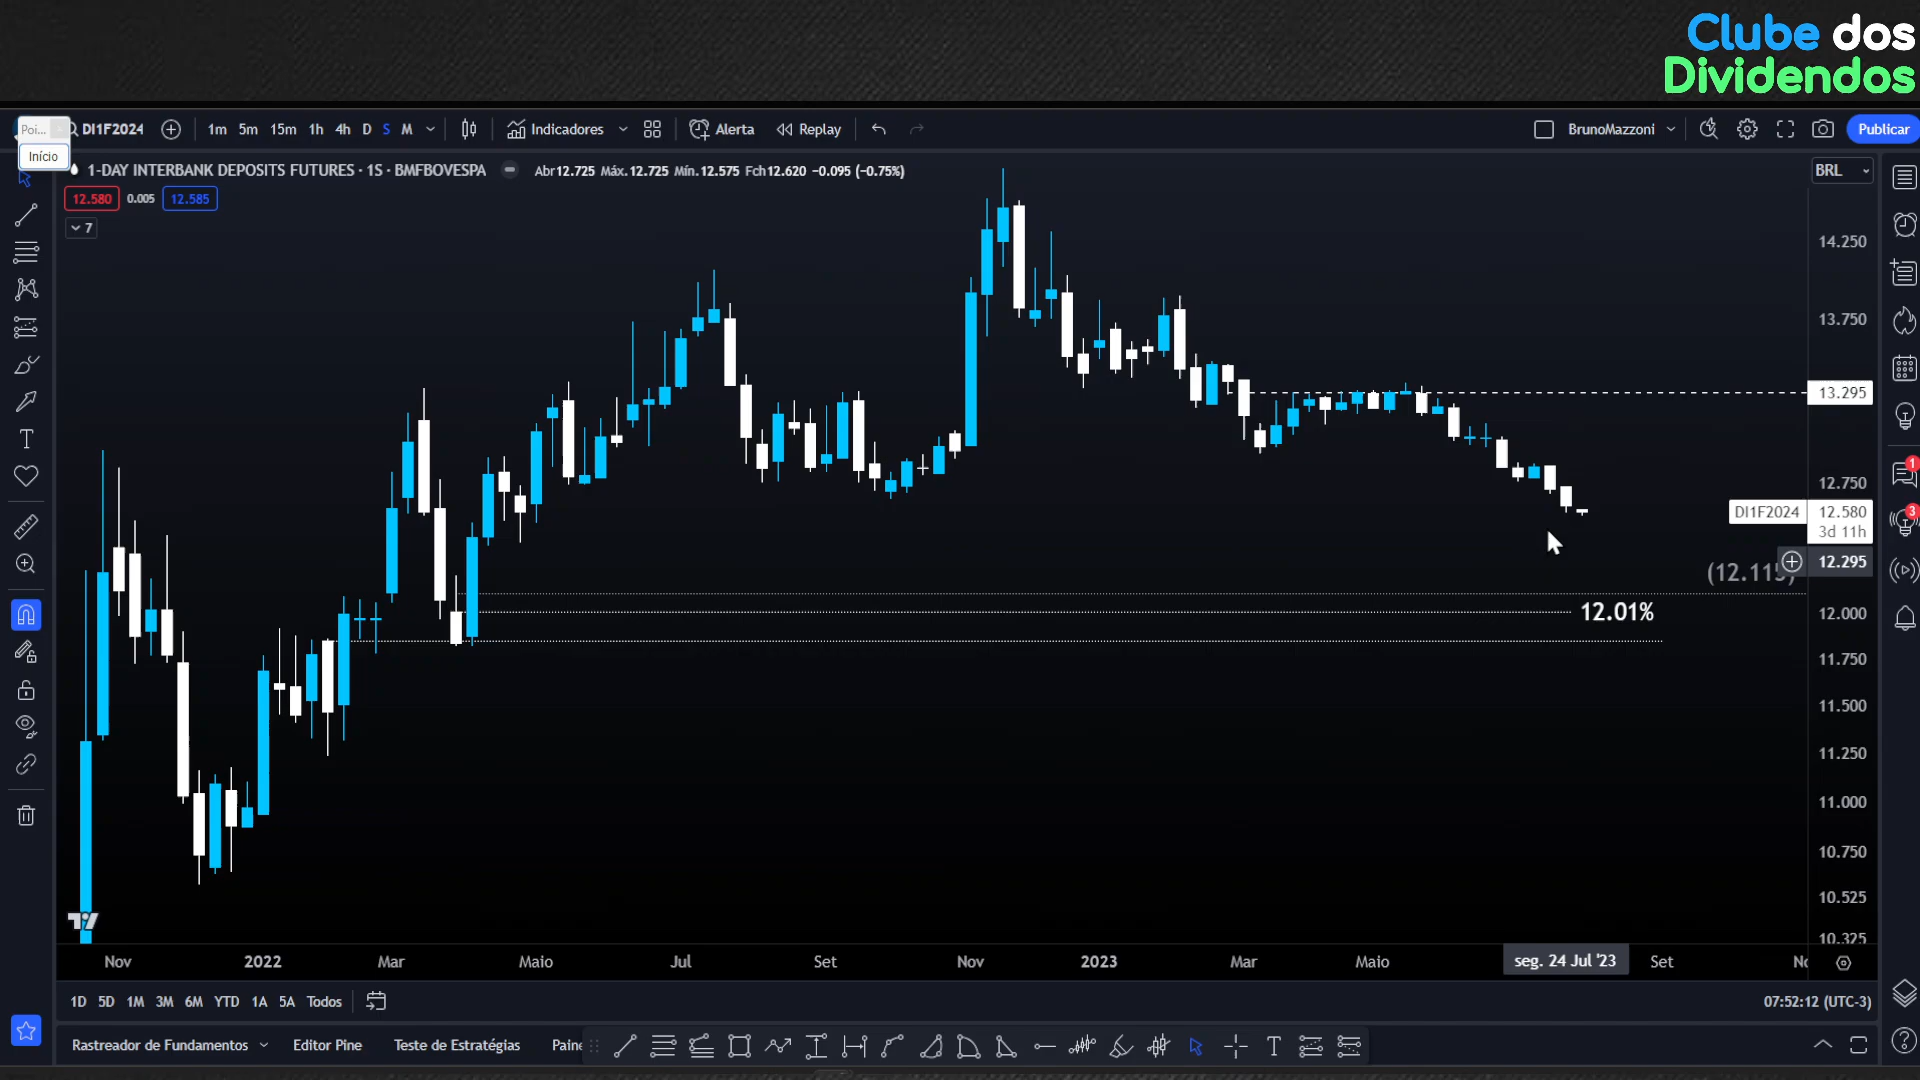 Clube dos
Dividendos
Poi...
Início
DI1F2024
1m 5m 15m 1h 4h D S M
Indicadores
Alerta
Replay
BrunoMazzoni
Publicar
1-DAY INTERBANK DEPOSITS FUTURES · 1S · BMFBOVESPA
Abr12.725 Máx.12.725 Mín.12.575 Fch12.620 −0.095 (−0.75%)
BRL
12.580 0.005 12.585
7
14.250
13.750
13.295
12.750
DI1F2024 12.580
3d 11h
12.295
(12.115)
12.01%
12.000
11.750
11.500
11.250
11.000
10.750
10.525
10.325
1
3
Nov 2022 Mar Maio Jul Set Nov 2023 Mar Maio seg. 24 Jul '23 Set
1D 5D 1M 3M 6M YTD 1A 5A Todos
07:52:12 (UTC-3)
Rastreador de Fundamentos Editor Pine Teste de Estratégias Paine